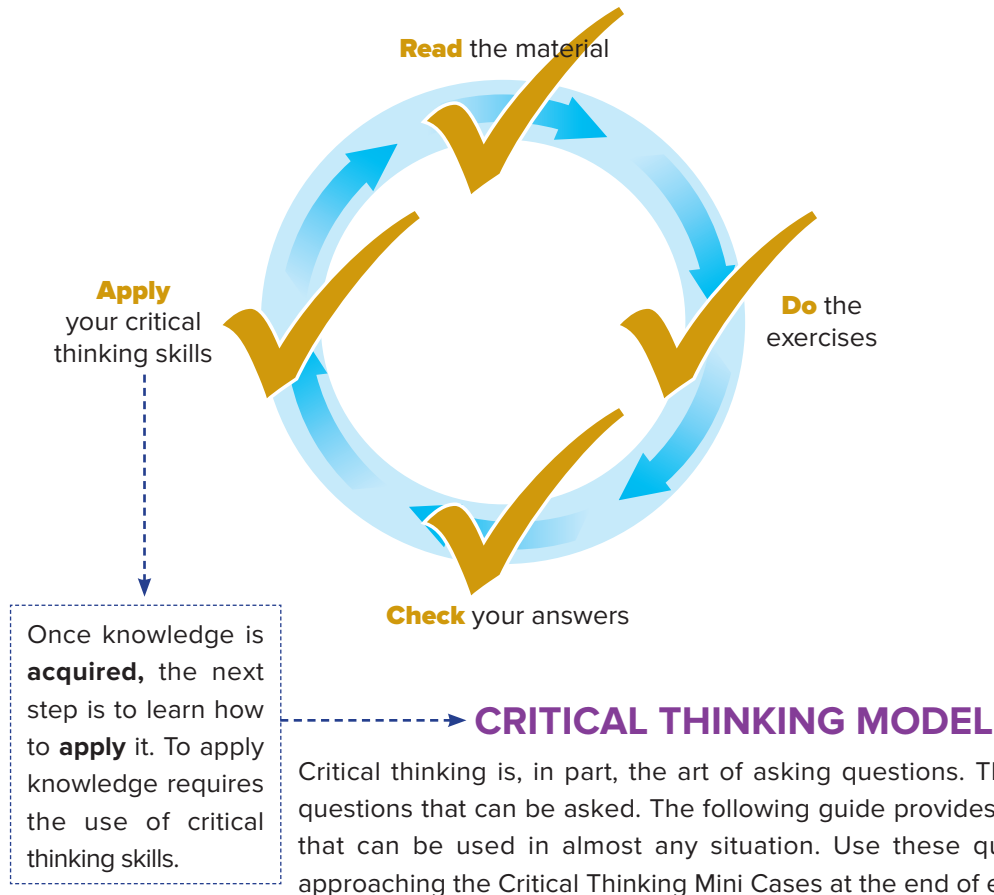 Read the material
Do the
exercises
Check your answers
Apply
your critical
thinking skills
Once knowledge is
acquired, the next
step is to learn how
to apply it. To apply
knowledge requires
the use of critical
thinking skills.
CRITICAL THINKING MODEL
Critical thinking is, in part, the art of asking questions.
questions that can be asked. The following guide provides
that can be used in almost any situation. Use these
approaching the Critical Thinking Mini Cases at the end of